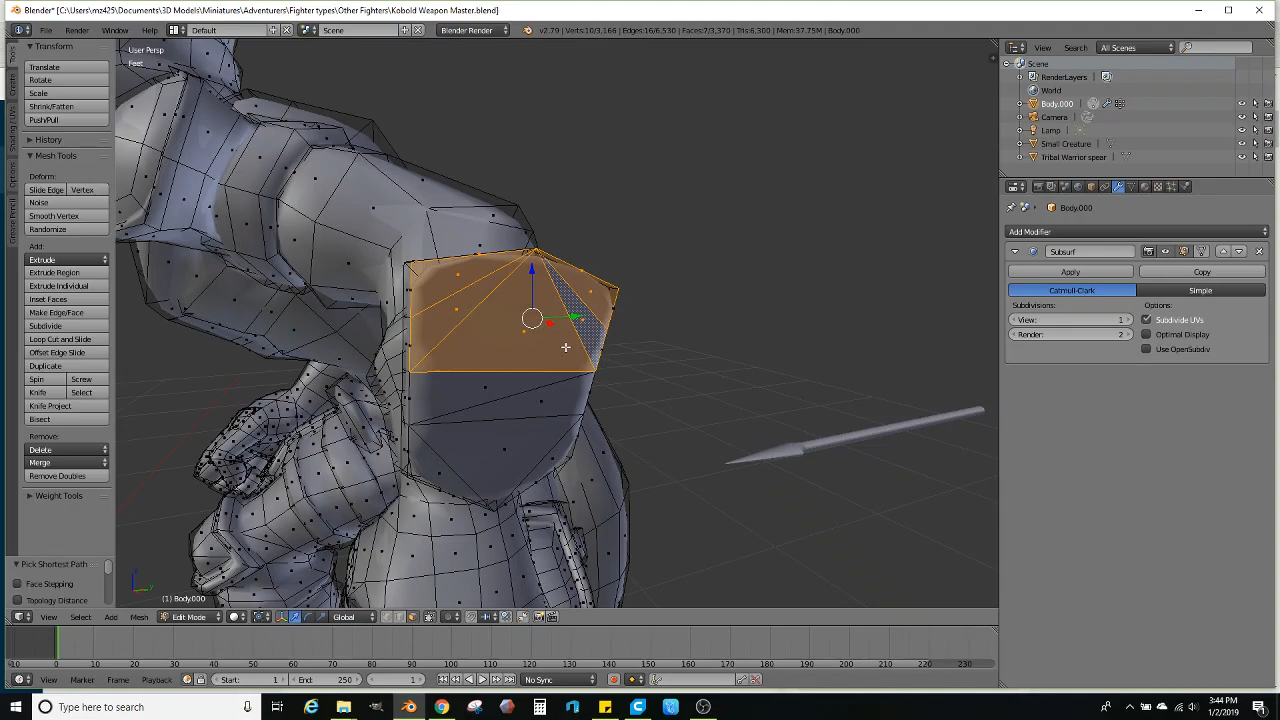 Blender* [C:\Users\mz425\Documents\3D Models\Miniatures\Adventurers\Fighter types\Other Fighters\Kobold Weapon Master.blend]
File Render Window Help Default Scene Blender Render v2.79 | Verts:10/3,166 | Edges:16/6,530 | Faces:7/3,370 | Tris:6,300 | Mem:37.75M | Body.000
Tools
Create
Shading / UVs
Options
Grease Pencil
Transform
Translate
Rotate
Scale
Shrink/Fatten
Push/Pull
History
Mesh Tools
Deform:
Slide Edge Vertex
Noise
Smooth Vertex
Randomize
Add:
Extrude
Extrude Region
Extrude Individual
Inset Faces
Make Edge/Face
Subdivide
Loop Cut and Slide
Offset Edge Slide
Duplicate
Spin Screw
Knife Select
Knife Project
Bisect
Remove:
Delete
Merge
Remove Doubles
Weight Tools
Pick Shortest Path
Face Stepping
Topology Distance
User Persp
Feet
(1) Body.000
View Select Add Mesh Edit Mode Global
View Search All Scenes
Scene
RenderLayers
World
Body.000
Camera
Lamp
Small Creature
Tribal Warrior spear
Body.000
Add Modifier
Subsurf
Apply Copy
Catmull-Clark Simple
Subdivisions: Options:
View: 1 Subdivide UVs
Render: 2 Optimal Display
Use OpenSubdiv
-10 0 10 20 30 40 50 60 70 80 90 100 110 120 130 140 150 160 170 180 190 200 210 220 230
View Marker Frame Playback Start: 1 End: 250 1 No Sync
Type here to search
3:44 PM
1/2/2019